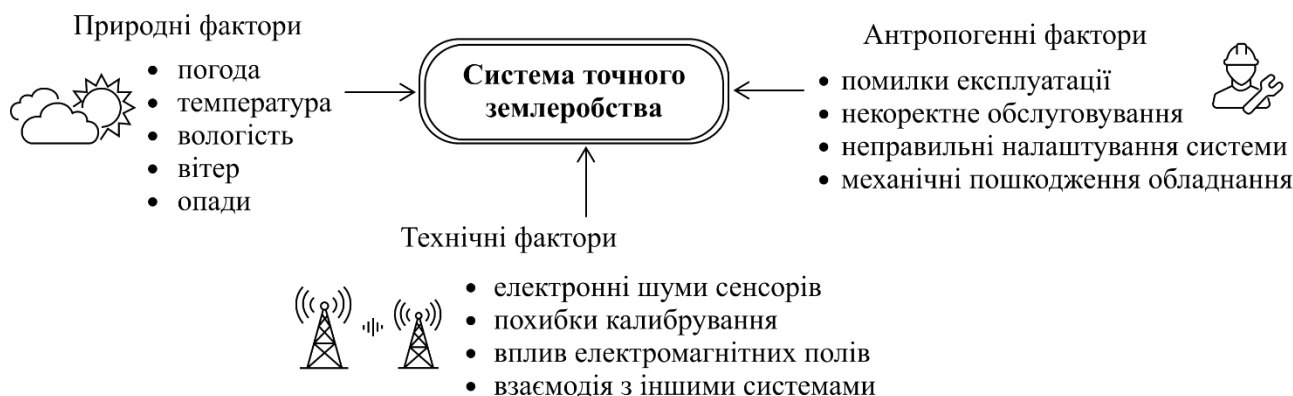 Природні фактори
• погода
• температура
• вологість
• вітер
• опади
Система точного
землеробства
Антропогенні фактори
• помилки експлуатації
• некоректне обслуговування
• неправильні налаштування системи
• механічні пошкодження обладнання
Технічні фактори
• електронні шуми сенсорів
• похибки калибрування
• вплив електромагнітних полів
• взаємодія з іншими системами